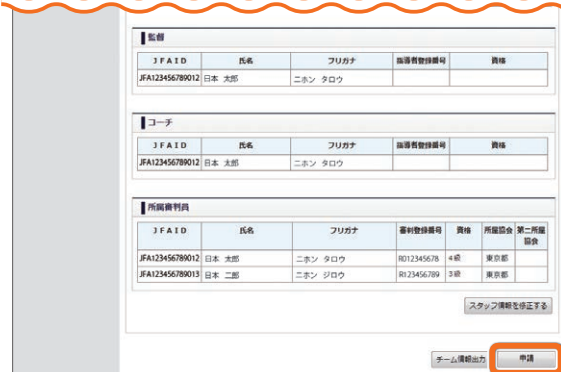 監督
JFAID 氏名 フリガナ 指導者登録番号 資格
JFA123456789012 日本 太郎 ニホン タロウ
コーチ
JFAID 氏名 フリガナ 指導者登録番号 資格
JFA123456789012 日本 太郎 ニホン タロウ
所属審判員
JFAID 氏名 フリガナ 審判登録番号 資格 所属協会 第二所属
協会
JFA123456789012 日本 太郎 ニホン タロウ R012345678 4級 東京都
JFA123456789013 日本 二郎 ニホン ジロウ R123456789 3級 東京都
スタッフ情報を修正する
チーム情報出力 申請